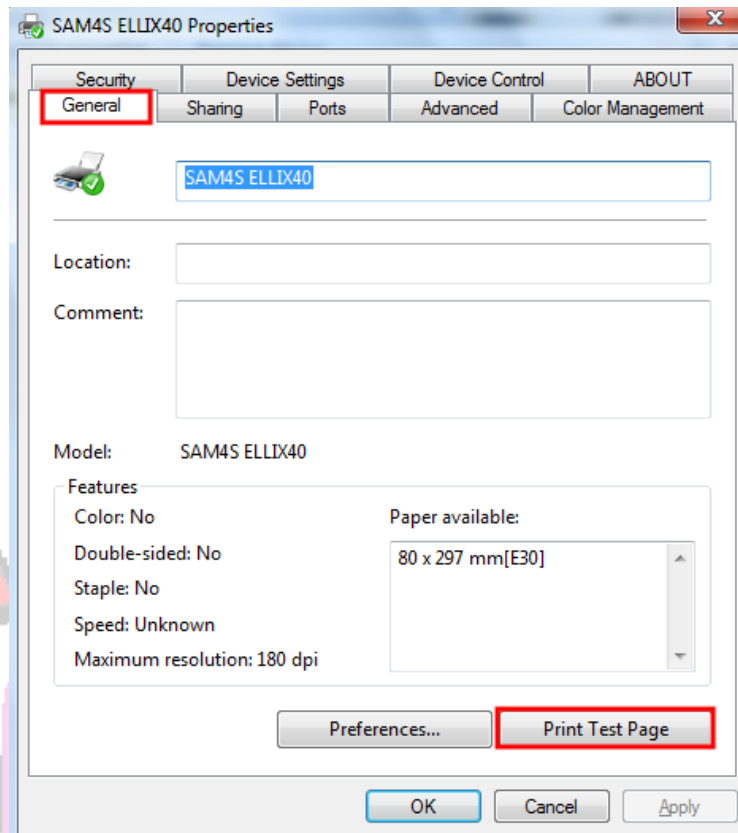 SAM4S ELLIX40 Properties
x
Security Device Settings Device Control ABOUT
General Sharing Ports Advanced Color Management
SAM4S ELLIX40
Location:
Comment:
Model: SAM4S ELLIX40
Features
Color: No
Paper available:
Double-sided: No
80 x 297 mm[E30]
Staple: No
Speed: Unknown
Maximum resolution: 180 dpi
Preferences... Print Test Page
OK Cancel Apply